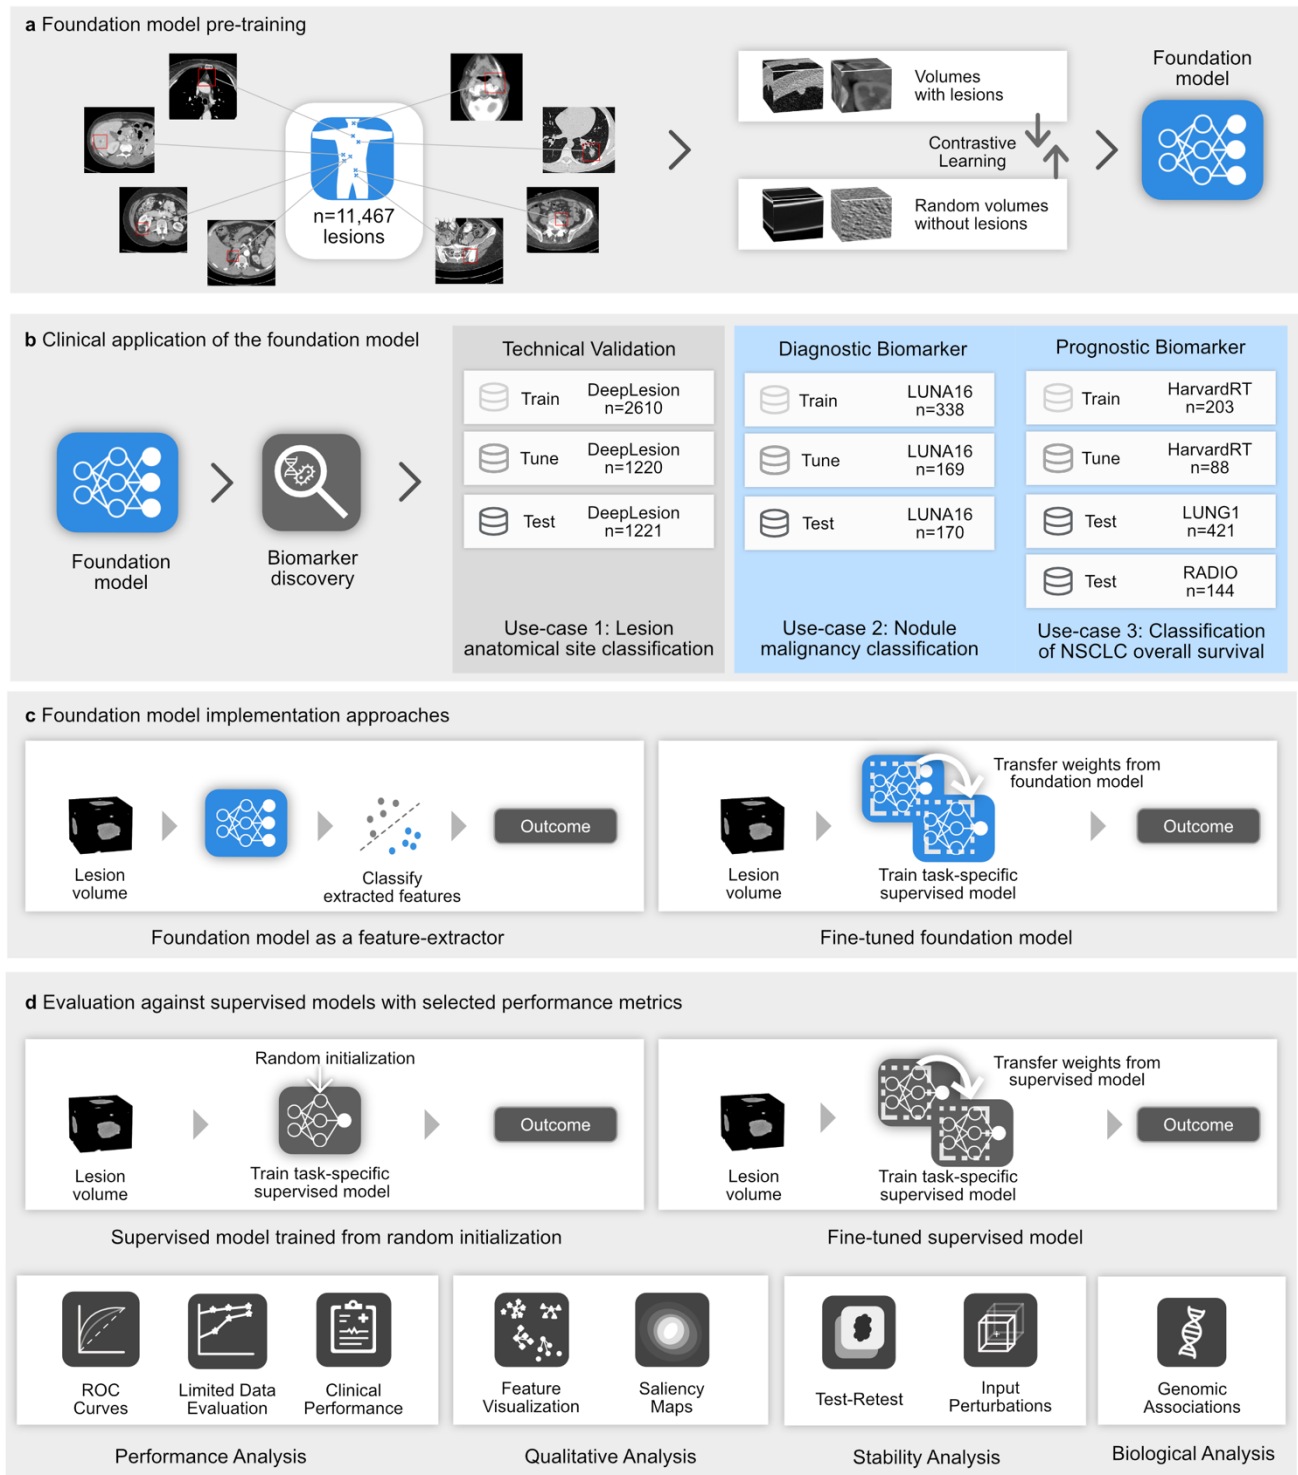 a Foundation model pre-training
n=11,467
lesions
Volumes
with lesions
Contrastive
Learning
Random volumes
without lesions
Foundation
model
b Clinical application of the foundation model
Foundation
model
Biomarker
discovery
Technical Validation
Train
DeepLesion
n=2610
Tune
DeepLesion
n=1220
Test
DeepLesion
n=1221
Use-case 1: Lesion
anatomical site classification
Diagnostic Biomarker
Train
LUNA16
n=338
Tune
LUNA16
n=169
Test
LUNA16
n=170
Use-case 2: Nodule
malignancy classification
Prognostic Biomarker
Train
HarvardRT
n=203
Tune
HarvardRT
n=88
Test
LUNG1
n=421
Test
RADIO
n=144
Use-case 3: Classification
of NSCLC overall survival
c Foundation model implementation approaches
Lesion
volume
Classify
extracted features
Outcome
Foundation model as a feature-extractor
Lesion
volume
Transfer weights from
foundation model
Train task-specific
supervised model
Outcome
Fine-tuned foundation model
d Evaluation against supervised models with selected performance metrics
Lesion
volume
Random initialization
Train task-specific
supervised model
Outcome
Supervised model trained from random initialization
Lesion
volume
Transfer weights from
supervised model
Train task-specific
supervised model
Outcome
Fine-tuned supervised model
ROC
Curves
Limited Data
Evaluation
Clinical
Performance
Performance Analysis
Feature
Visualization
Saliency
Maps
Qualitative Analysis
Test-Retest
Input
Perturbations
Stability Analysis
Genomic
Associations
Biological Analysis